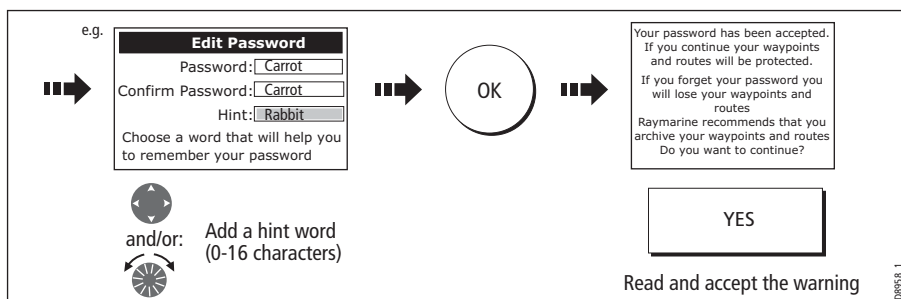 e.g.
Edit Password
Password: Carrot
Confirm Password: Carrot
Hint: Rabbit
Choose a word that will help you
to remember your password
and/or:
Add a hint word
(0-16 characters)
OK
Your password has been accepted.
If you continue your waypoints
and routes will be protected.
If you forget your password you
will lose your waypoints and
routes
Raymarine recommends that you
archive your waypoints and routes
Do you want to continue?
YES
Read and accept the warning
D8958_1